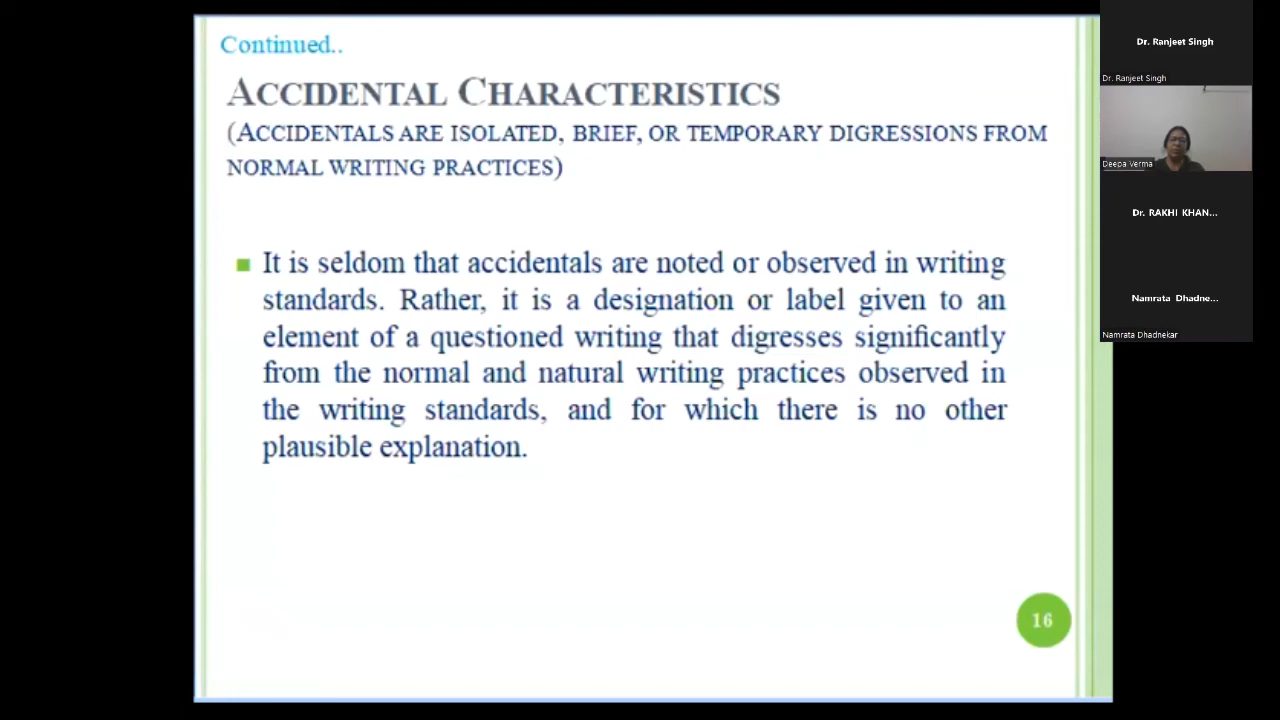 Continued..
ACCIDENTAL CHARACTERISTICS
(ACCIDENTALS ARE ISOLATED, BRIEF, OR TEMPORARY DIGRESSIONS FROM
NORMAL WRITING PRACTICES)
It is seldom that accidentals are noted or observed in writing
standards. Rather, it is a designation or label given to an
element of a questioned writing that digresses significantly
from the normal and natural writing practices observed in
the writing standards, and for which there is no other
plausible explanation.
16
Dr. Ranjeet Singh
Dr. Ranjeet Singh
Deepa Verma
Dr. RAKHI KHAN...
Namrata Dhadne...
Namrata Dhadnekar